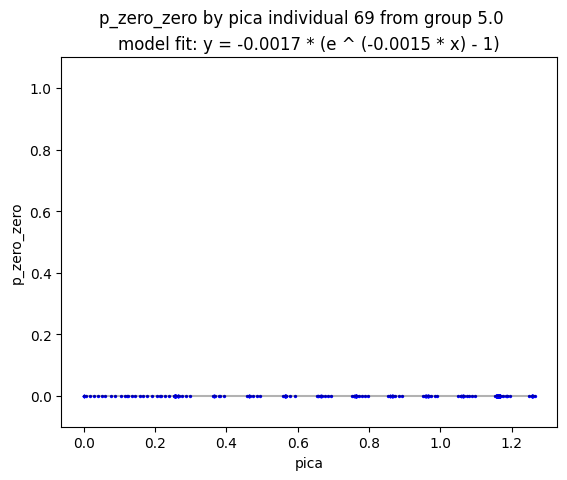 p_zero_zero by pica individual 69 from group 5.0
model fit: y = -0.0017 * (e ^ (-0.0015 * x) - 1)
1.0
0.8
0.6
0.4
0.2
0.0
p_zero_zero
0.0 0.2 0.4 0.6 0.8 1.0 1.2
pica